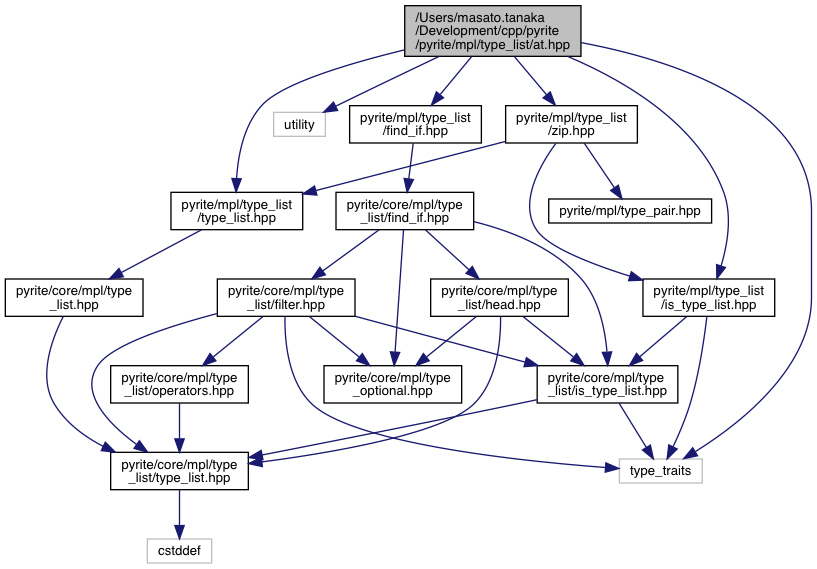 /Users/masato.tanaka
/Development/cpp/pyrite
/pyrite/mpl/type_list/at.hpp
utility
pyrite/mpl/type_list
/find_if.hpp
pyrite/mpl/type_list
/zip.hpp
pyrite/mpl/type_list
/type_list.hpp
pyrite/core/mpl/type
_list/find_if.hpp
pyrite/mpl/type_pair.hpp
pyrite/core/mpl/type
_list.hpp
pyrite/core/mpl/type
_list/filter.hpp
pyrite/core/mpl/type
_list/head.hpp
pyrite/mpl/type_list
/is_type_list.hpp
pyrite/core/mpl/type
_list/operators.hpp
pyrite/core/mpl/type
_optional.hpp
pyrite/core/mpl/type
_list/is_type_list.hpp
pyrite/core/mpl/type
_list/type_list.hpp
type_traits
cstddef